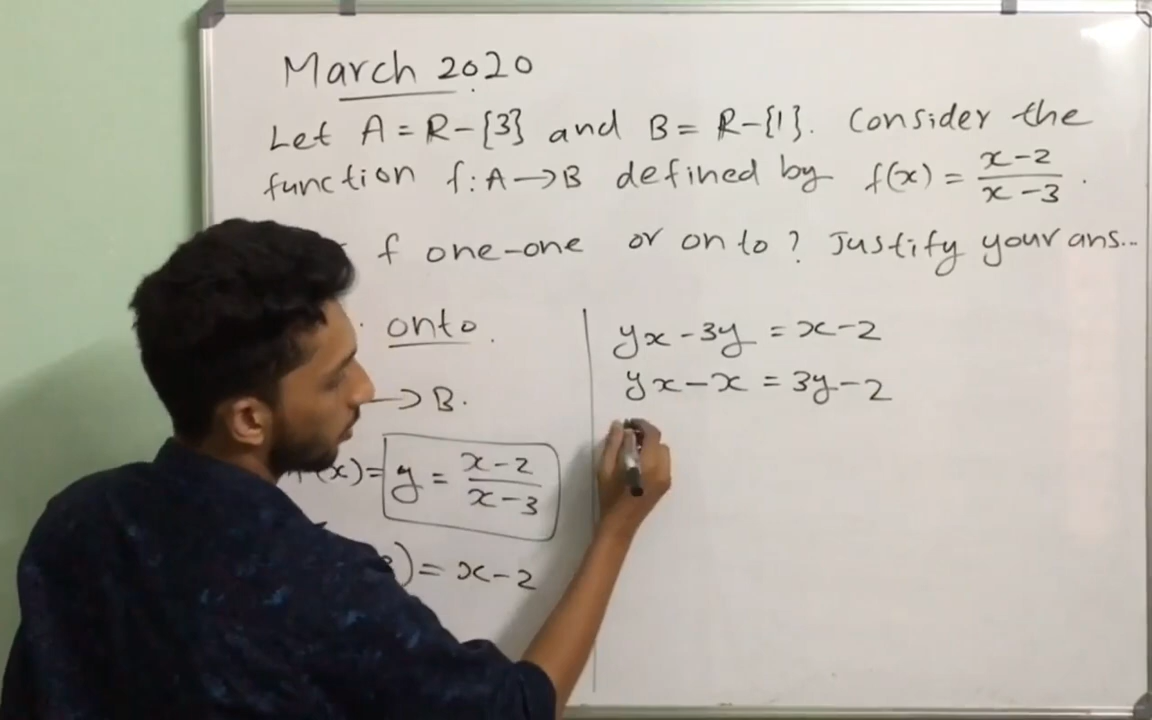 March 2020
Let A = R-{3} and B = R-{1}. Consider the
function f: A → B defined by f(x) = x-2 / x-3 .
f one-one or onto? Justify your ans...
onto.
→ B.
(x) = y = x-2 / x-3
) = x-2
yx - 3y = x-2
yx - x = 3y - 2